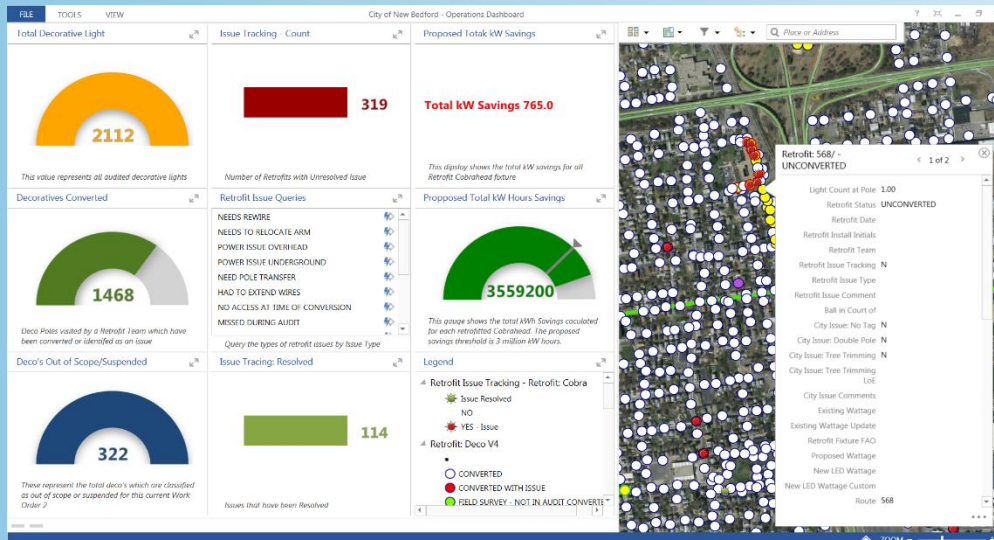 FILE TOOLS VIEW City of New Bedford - Operations Dashboard
Total Decorative Light
2112
This value represents all audited decorative lights
Issue Tracking - Count
319
Number of Retrofits with Unresolved Issue
Proposed Totak kW Savings
Total kW Savings 765.0
This dipslay shows the total kW savings for all
Retrofit Cobrahead fixture
Decoratives Converted
1468
Deco Poles visited by a Retrofit Team which have
been converted or identifed as an issue
Retrofit Issue Queries
NEEDS REWIRE
NEEDS TO RELOCATE ARM
POWER ISSUE OVERHEAD
POWER ISSUE UNDERGROUND
NEED POLE TRANSFER
HAD TO EXTEND WIRES
NO ACCESS AT TIME OF CONVERSION
MISSED DURING AUDIT
Query the types of retrofit issues by Issue Type
Propposed Total kW Hours Savings
3559200
This gauge shows the total kWh Savings caculated
for each retrofitted Cobrahead. The proposed
savings threshold is 3 million kW hours.
Deco's Out of Scope/Suspended
322
These represent the total deco's which are classified
as out of scope or suspended for this current Work
Order 2
Issue Tracing: Resolved
114
Issues that have been Resolved
Legend
Retrofit Issue Tracking - Retrofit: Cobra
Issue Resolved
NO
YES - Issue
Retrofit: Deco V4
CONVERTED
CONVERTED WITH ISSUE
FIELD SURVEY - NOT IN AUDIT CONVERTE
Place or Address
Retrofit: 568/ -
UNCONVERTED
1 of 2
Light Count at Pole 1.00
Retrofit Status UNCONVERTED
Retrofit Date
Retrofit Install Initials
Retrofit Team
Retrofit Issue Tracking N
Retrofit Issue Type
Retrofit Issue Comment
Ball in Court of
City Issue: No Tag N
City Issue: Double Pole N
City Issue: Tree Trimming N
City Issue: Tree Trimming
LoE
City Issue Comments
Existing Wattage
Existing Wattage Update
Retrofit Fixture FAO
Proposed Wattage
New LED Wattage
New LED Wattage Custom
Route 568
ZOOM